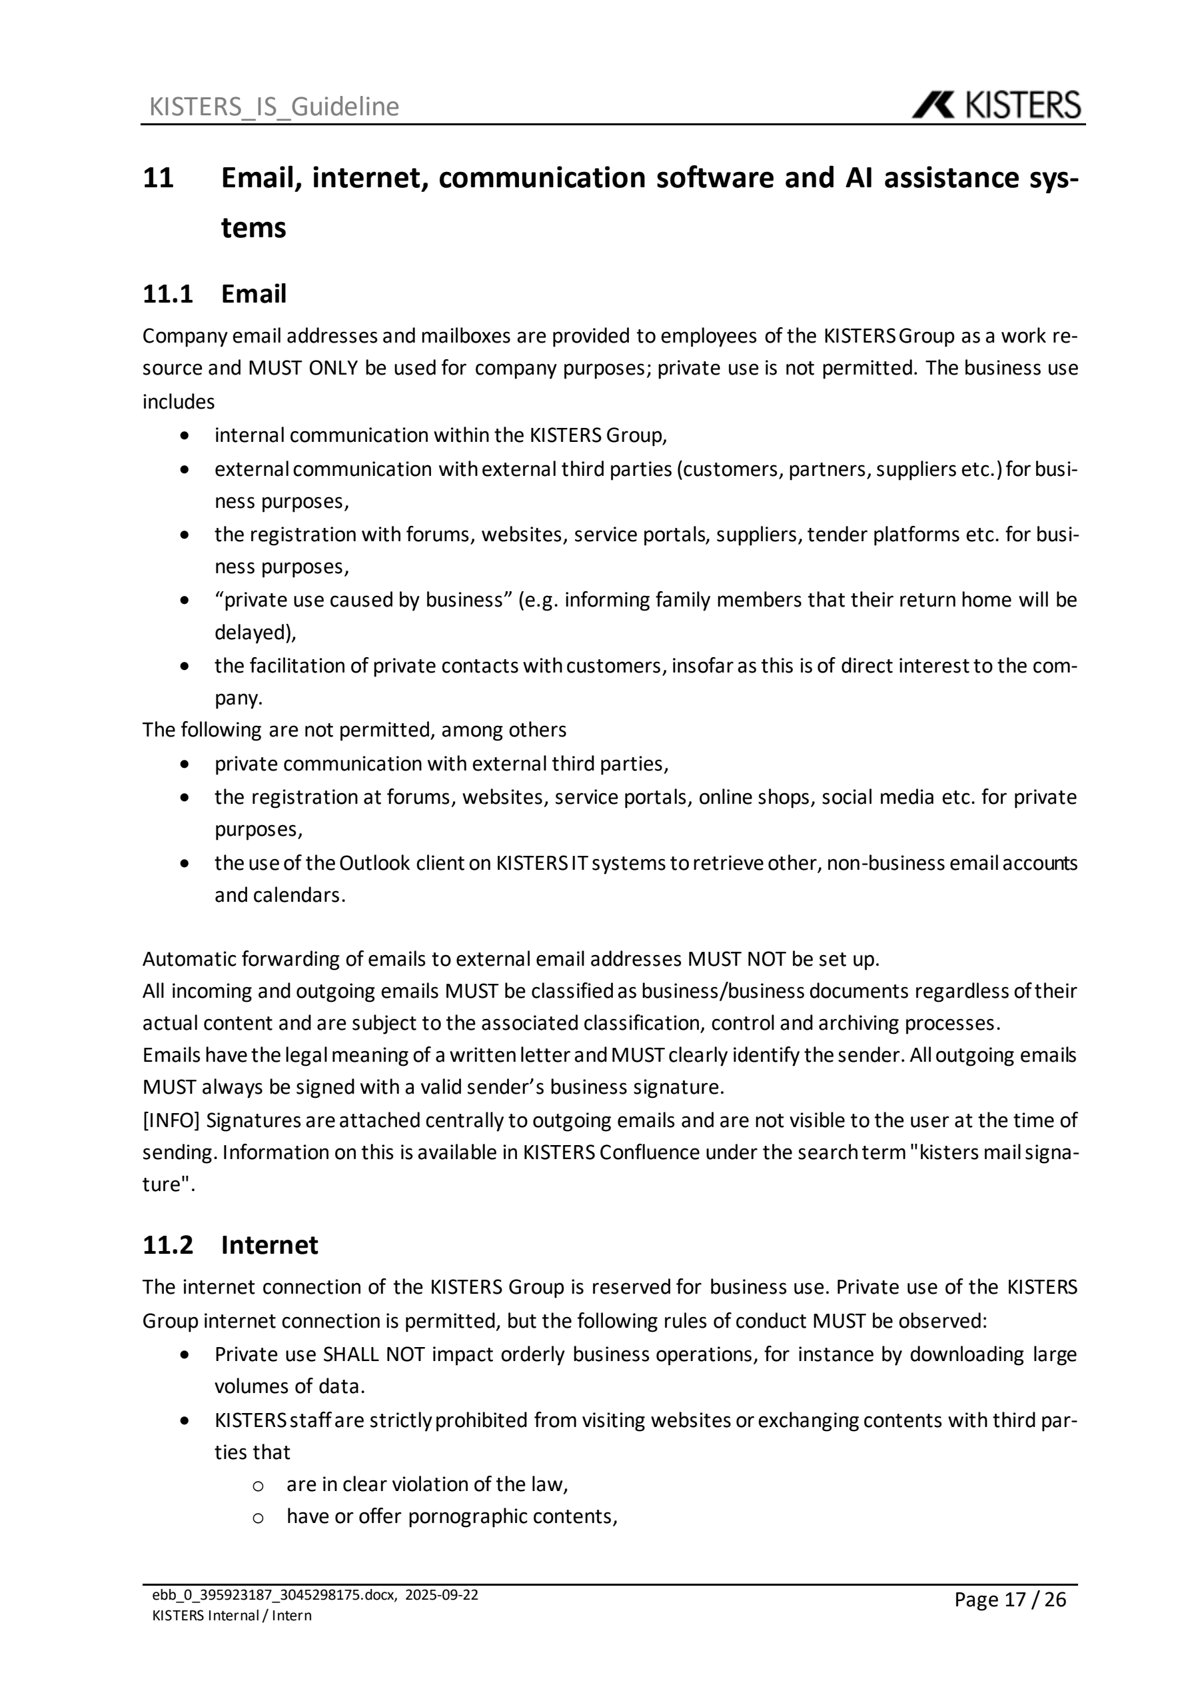 KISTERS_IS_Guideline
KISTERS
11 Email, internet, communication software and AI assistance sys-
tems
11.1 Email
Company email addresses and mailboxes are provided to employees of the KISTERS Group as a work re-
source and MUST ONLY be used for company purposes; private use is not permitted. The business use
includes
• internal communication within the KISTERS Group,
• external communication with external third parties (customers, partners, suppliers etc.) for busi-
ness purposes,
• the registration with forums, websites, service portals, suppliers, tender platforms etc. for busi-
ness purposes,
• “private use caused by business” (e.g. informing family members that their return home will be
delayed),
• the facilitation of private contacts with customers, insofar as this is of direct interest to the com-
pany.
The following are not permitted, among others
• private communication with external third parties,
• the registration at forums, websites, service portals, online shops, social media etc. for private
purposes,
• the use of the Outlook client on KISTERS IT systems to retrieve other, non-business email accounts
and calendars.
Automatic forwarding of emails to external email addresses MUST NOT be set up.
All incoming and outgoing emails MUST be classified as business/business documents regardless of their
actual content and are subject to the associated classification, control and archiving processes.
Emails have the legal meaning of a written letter and MUST clearly identify the sender. All outgoing emails
MUST always be signed with a valid sender’s business signature.
[INFO] Signatures are attached centrally to outgoing emails and are not visible to the user at the time of
sending. Information on this is available in KISTERS Confluence under the search term "kisters mail signa-
ture".
11.2 Internet
The internet connection of the KISTERS Group is reserved for business use. Private use of the KISTERS
Group internet connection is permitted, but the following rules of conduct MUST be observed:
• Private use SHALL NOT impact orderly business operations, for instance by downloading large
volumes of data.
• KISTERS staff are strictly prohibited from visiting websites or exchanging contents with third par-
ties that
o are in clear violation of the law,
o have or offer pornographic contents,
ebb_0_395923187_3045298175.docx, 2025-09-22
Page 17 / 26
KISTERS Internal / Intern